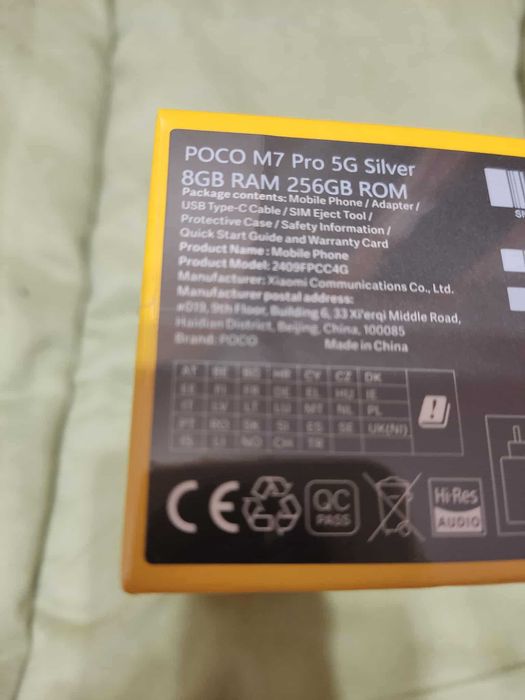 POCO M7 Pro 5G Silver
8GB RAM 256GB ROM
Package contents: Mobile Phone / Adapter /
USB Type-C Cable / SIM Eject Tool /
Protective Case / Safety Information /
Quick Start Guide and Warranty Card
Product Name: Mobile Phone
Product Model: 2409FPCC4G
Manufacturer: Xiaomi Communications Co., Ltd.
Manufacturer postal address:
#019, 9th Floor, Building 6, 33 Xi'erqi Middle Road,
Haidian District, Beijing, China, 100085
Brand: POCO Made in China
AT BE BG HR CY CZ DK
EE FI FR DE EL HU IE
IT LV LT LU MT NL PL
PT RO SK SI ES SE UK(NI)
IS LI NO CH TR
CE
QC
PASS
Hi-Res
AUDIO